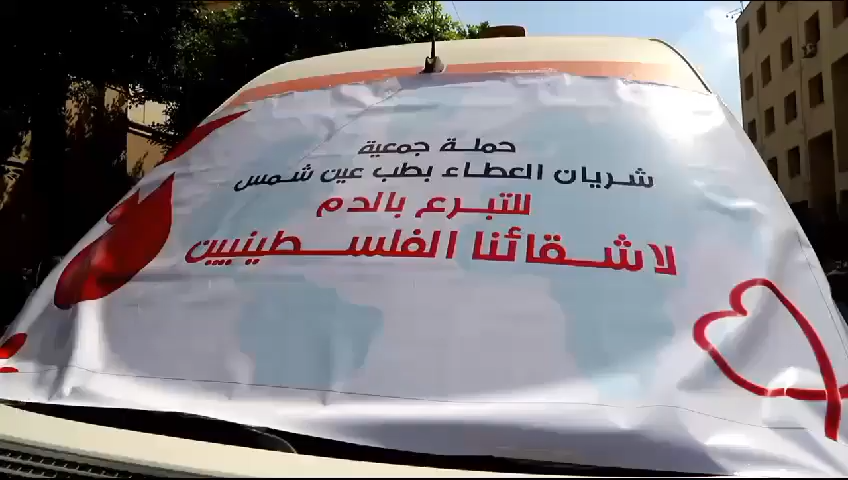 حملة جمعية
شريان العطاء بطب عين شمس
للتبرع بالدم
لاشقائنا الفلسطينيين